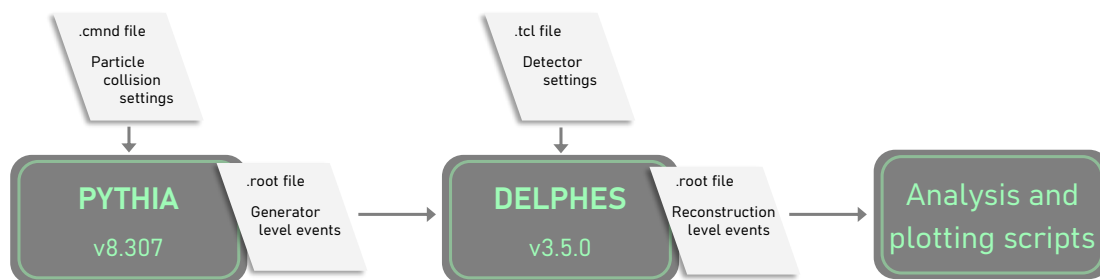 .cmnd file
Particle
collision
settings
.tcl file
Detector
settings
PYTHIA
v8.307
.root file
Generator
level events
DELPHES
v3.5.0
.root file
Reconstruction
level events
Analysis and
plotting scripts